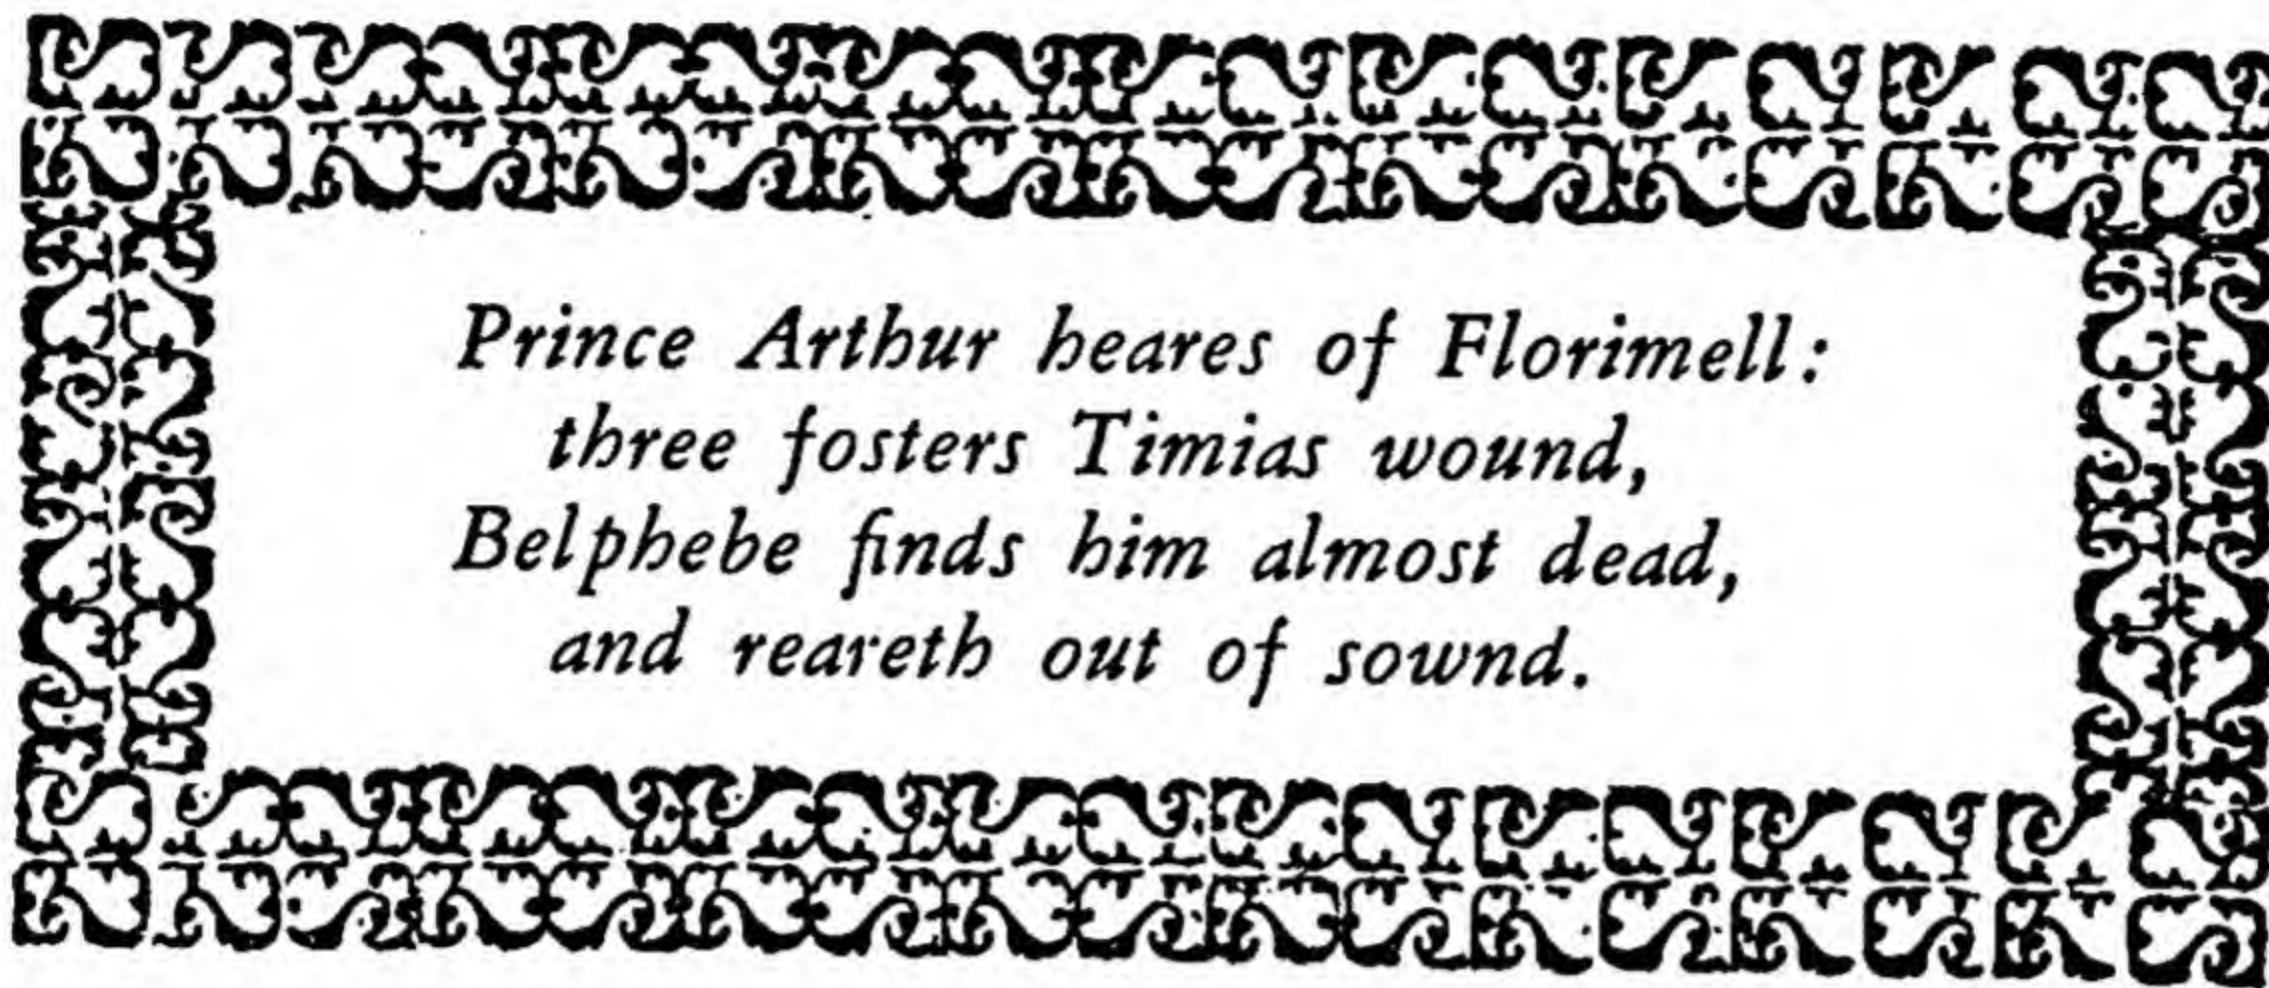 Prince Arthur heares of Florimell:
three fosters Timias wound,
Belphebe finds him almost dead,
and reareth out of sownd.